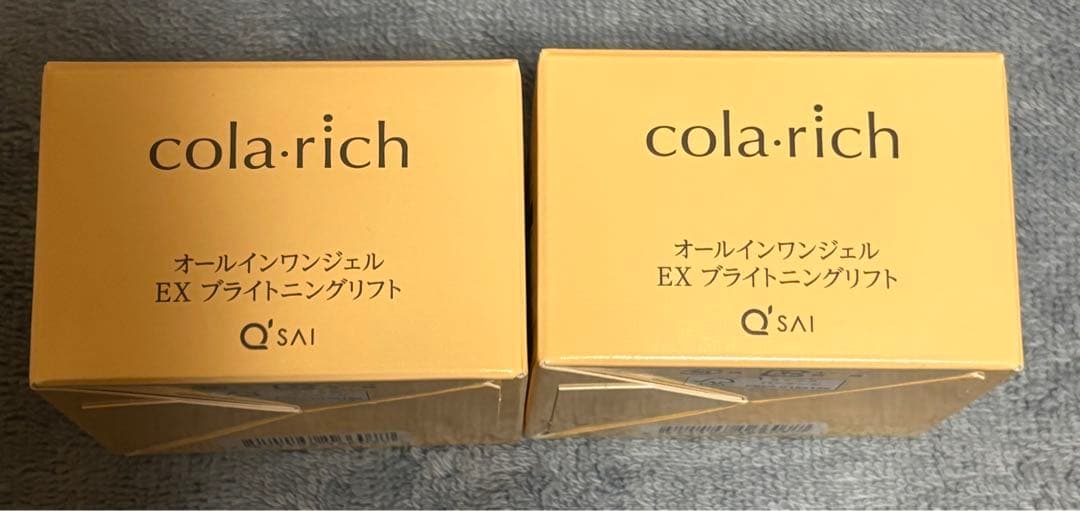 cola·rich
オールインワンジェル
EX ブライトニングリフト
Q'SAI
cola·rich
オールインワンジェル
EX ブライトニングリフト
Q'SAI